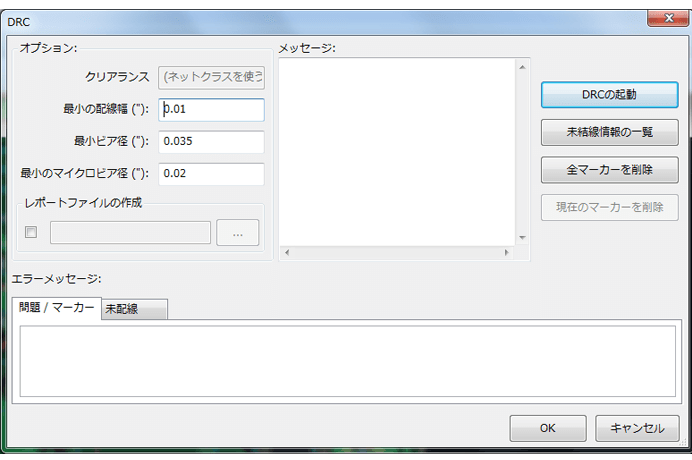 DRC
オプション:
メッセージ:
クリアランス
(ネットクラスを使う
最小の配線幅 ("):
0.01
最小ビア径 ("):
0.035
最小のマイクロビア径 ("):
0.02
レポートファイルの作成
...
DRCの起動
未結線情報の一覧
全マーカーを削除
現在のマーカーを削除
エラーメッセージ:
問題 / マーカー
未配線
OK
キャンセル